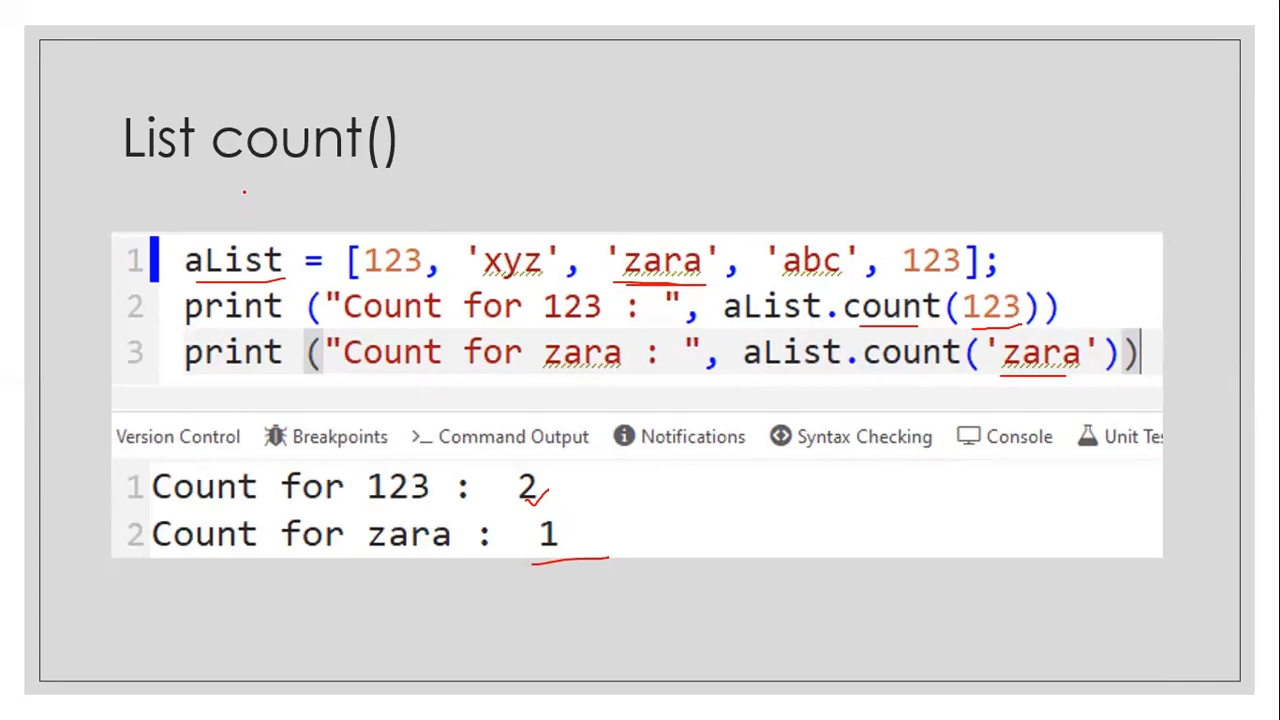 List count()
1 aList = [123, 'xyz', 'zara', 'abc', 123];
2 print ("Count for 123 : ", aList.count(123))
3 print ("Count for zara : ", aList.count('zara'))
Version Control Breakpoints Command Output Notifications Syntax Checking Console Unit Te
1 Count for 123 :  2
2 Count for zara :  1